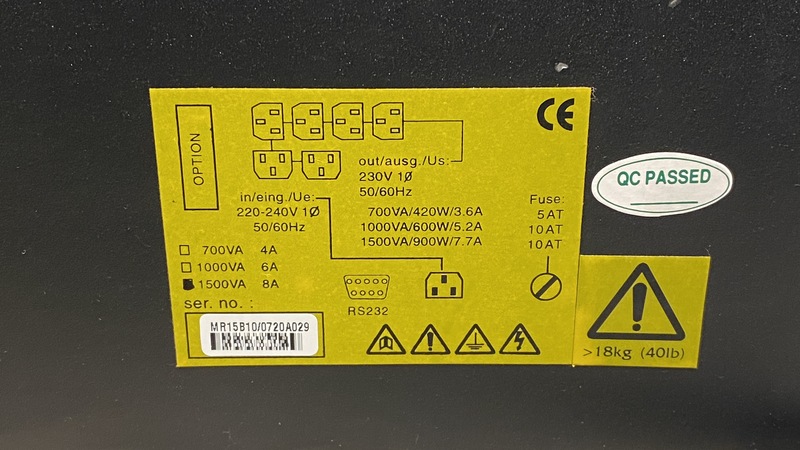 OPTION
CE
out/ausg./Us:
230V 1Ø
50/60Hz
in/eing./Ue:
220-240V 1Ø
50/60Hz
700VA/420W/3.6A
1000VA/600W/5.2A
1500VA/900W/7.7A
Fuse:
5AT
10AT
10AT
700VA 4A
1000VA 6A
1500VA 8A
ser. no. :
MR15B10/0720A029
RS232
QC PASSED
>18kg (40lb)